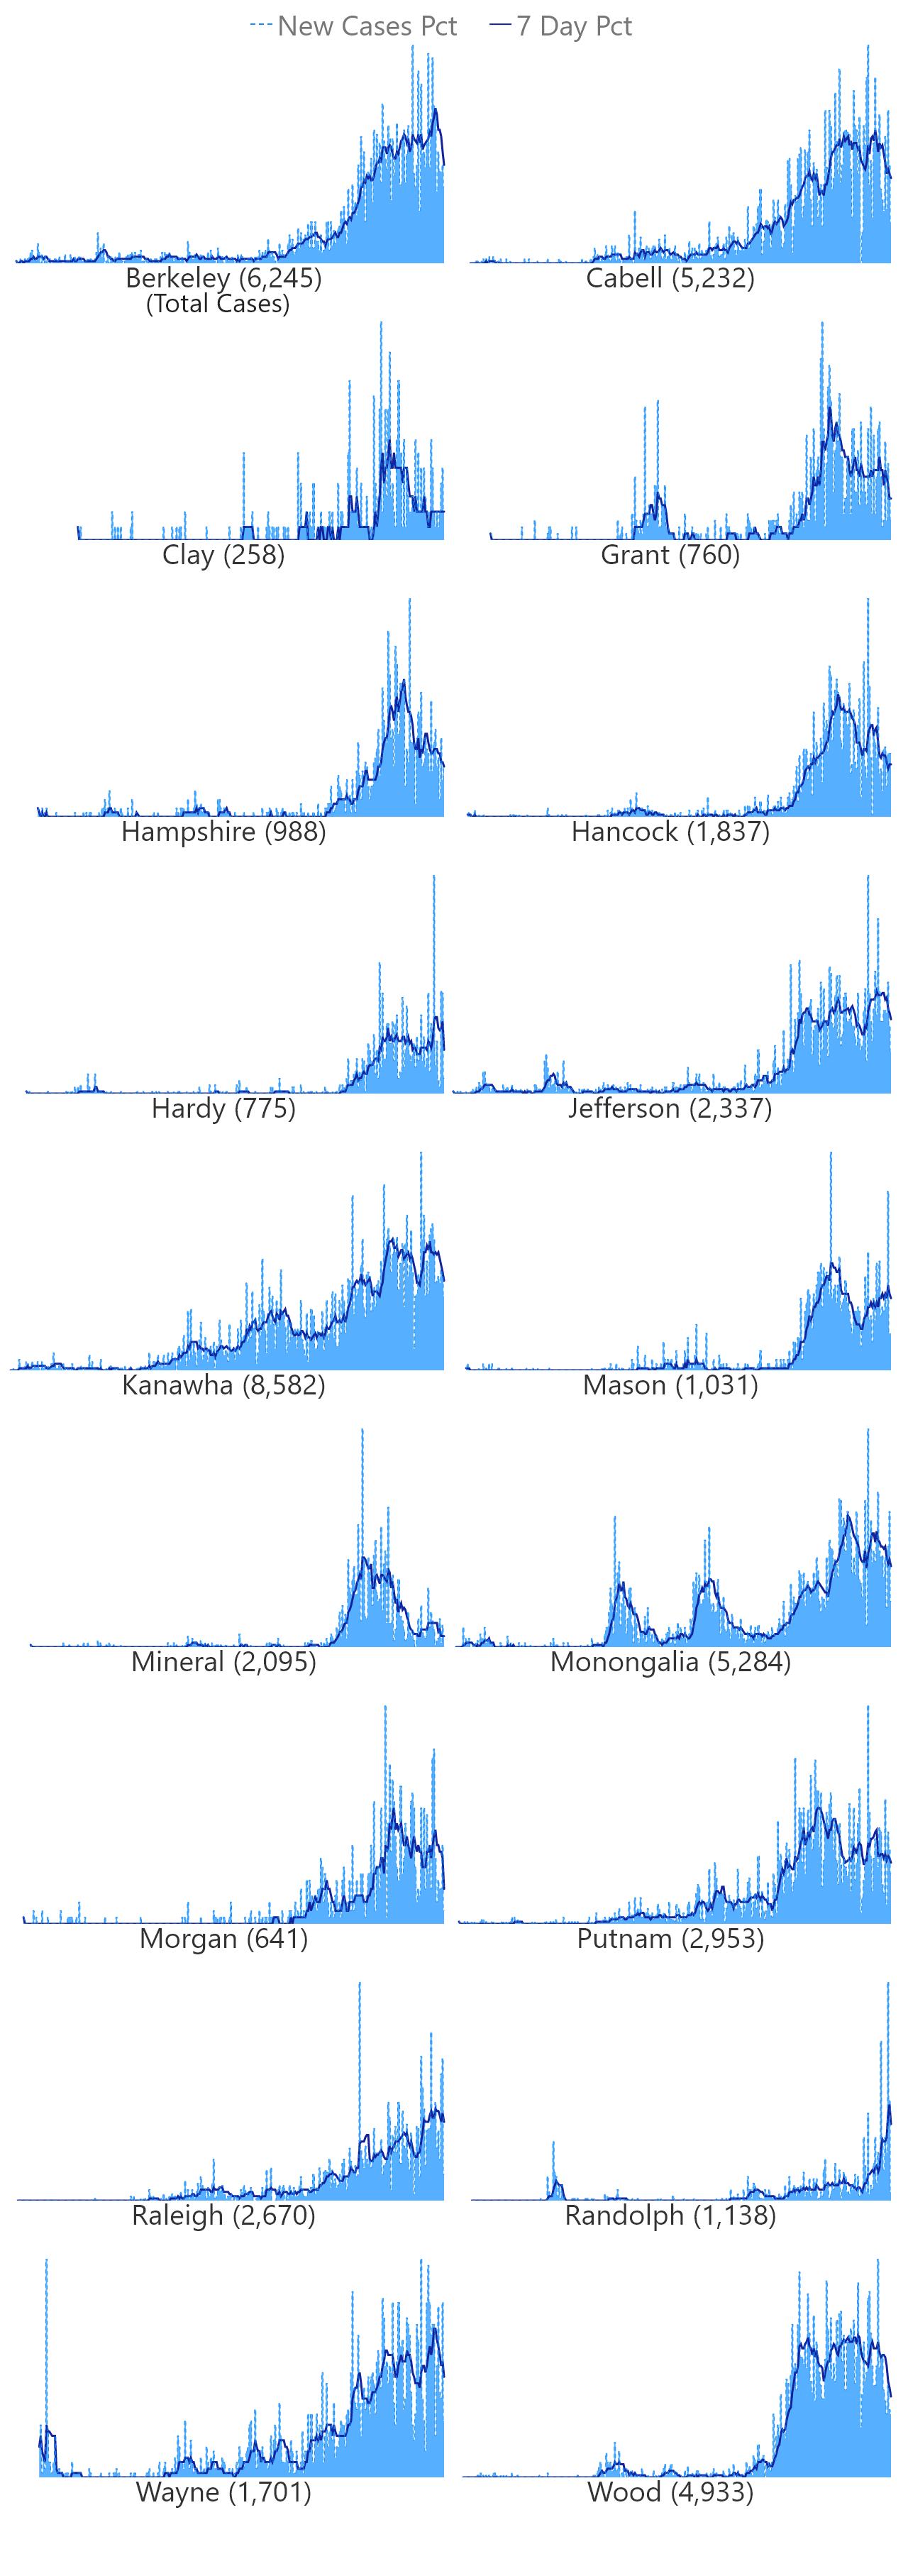 New Cases Pct 7 Day Pct
Berkeley (6,245) Cabell (5,232)
(Total Cases)
Clay (258) Grant (760)
Hampshire (988) Hancock (1,837)
Hardy (775) Jefferson (2,337)
Kanawha (8,582) Mason (1,031)
Mineral (2,095) Monongalia (5,284)
Morgan (641) Putnam (2,953)
Raleigh (2,670) Randolph (1,138)
Wayne (1,701) Wood (4,933)